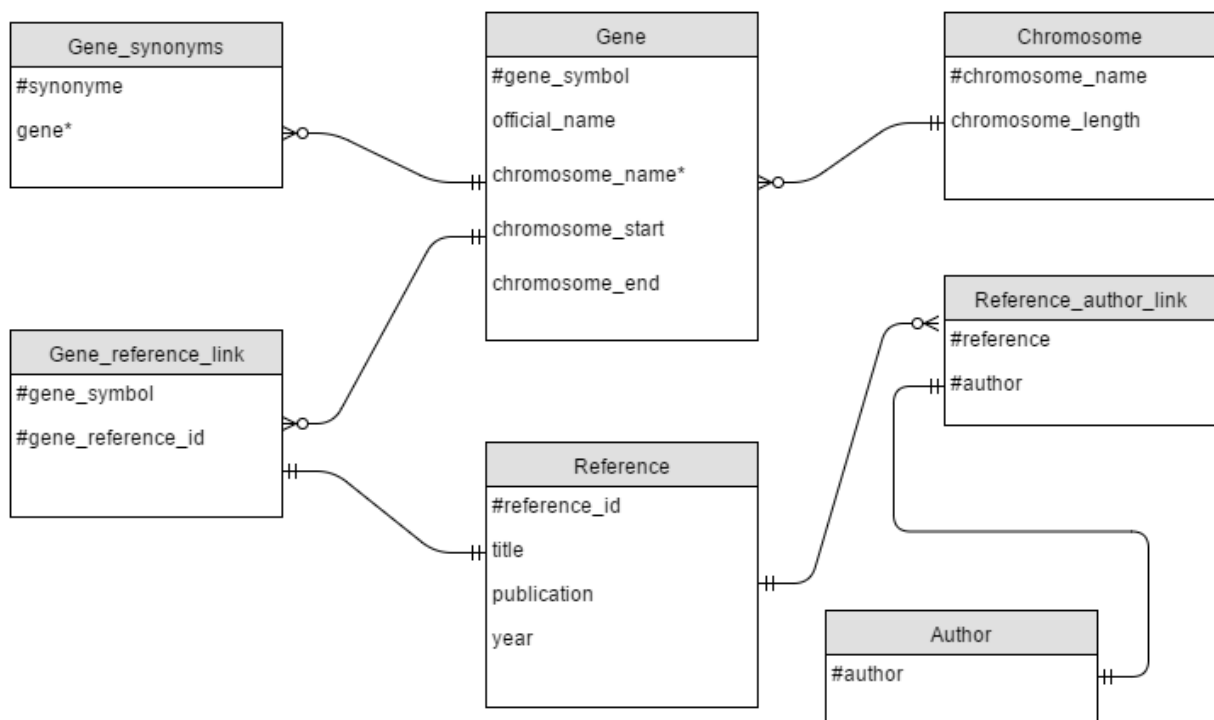 Gene_synonyms
#synonyme
gene*
Gene
#gene_symbol
official_name
chromosome_name*
chromosome_start
chromosome_end
Chromosome
#chromosome_name
chromosome_length
Gene_reference_link
#gene_symbol
#gene_reference_id
Reference
#reference_id
title
publication
year
Reference_author_link
#reference
#author
Author
#author